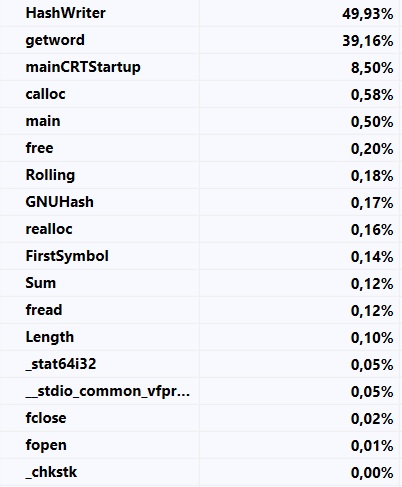 HashWriter 49,93%
getword 39,16%
mainCRTStartup 8,50%
calloc 0,58%
main 0,50%
free 0,20%
Rolling 0,18%
GNUHash 0,17%
realloc 0,16%
FirstSymbol 0,14%
Sum 0,12%
fread 0,12%
Length 0,10%
_stat64i32 0,05%
__stdio_common_vfpr... 0,05%
fclose 0,02%
fopen 0,01%
_chkstk 0,00%